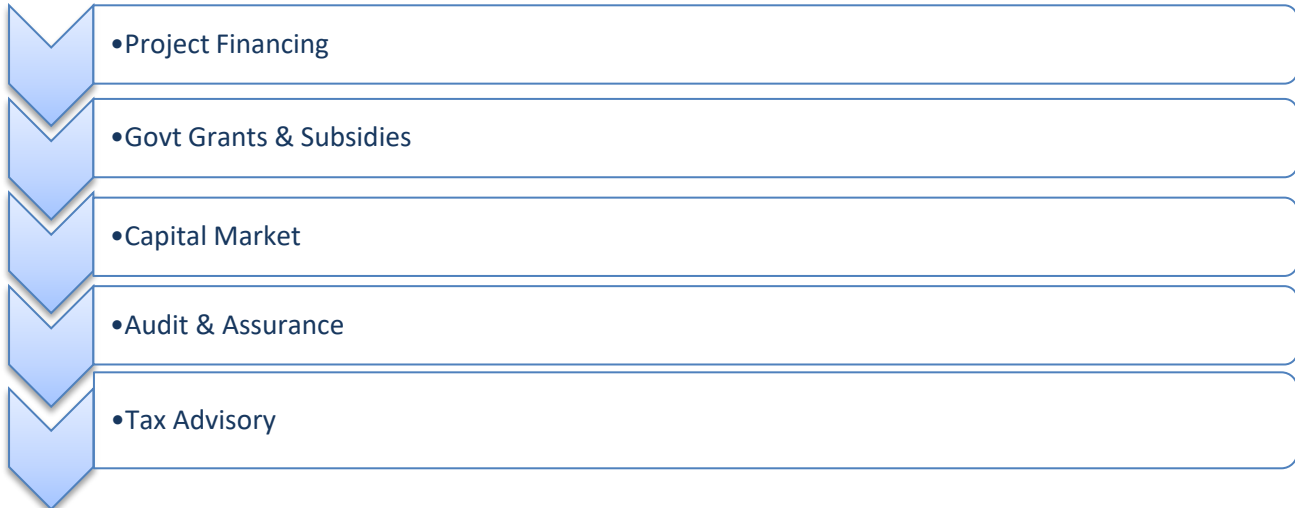 •Project Financing
•Govt Grants & Subsidies
•Capital Market
•Audit & Assurance
•Tax Advisory